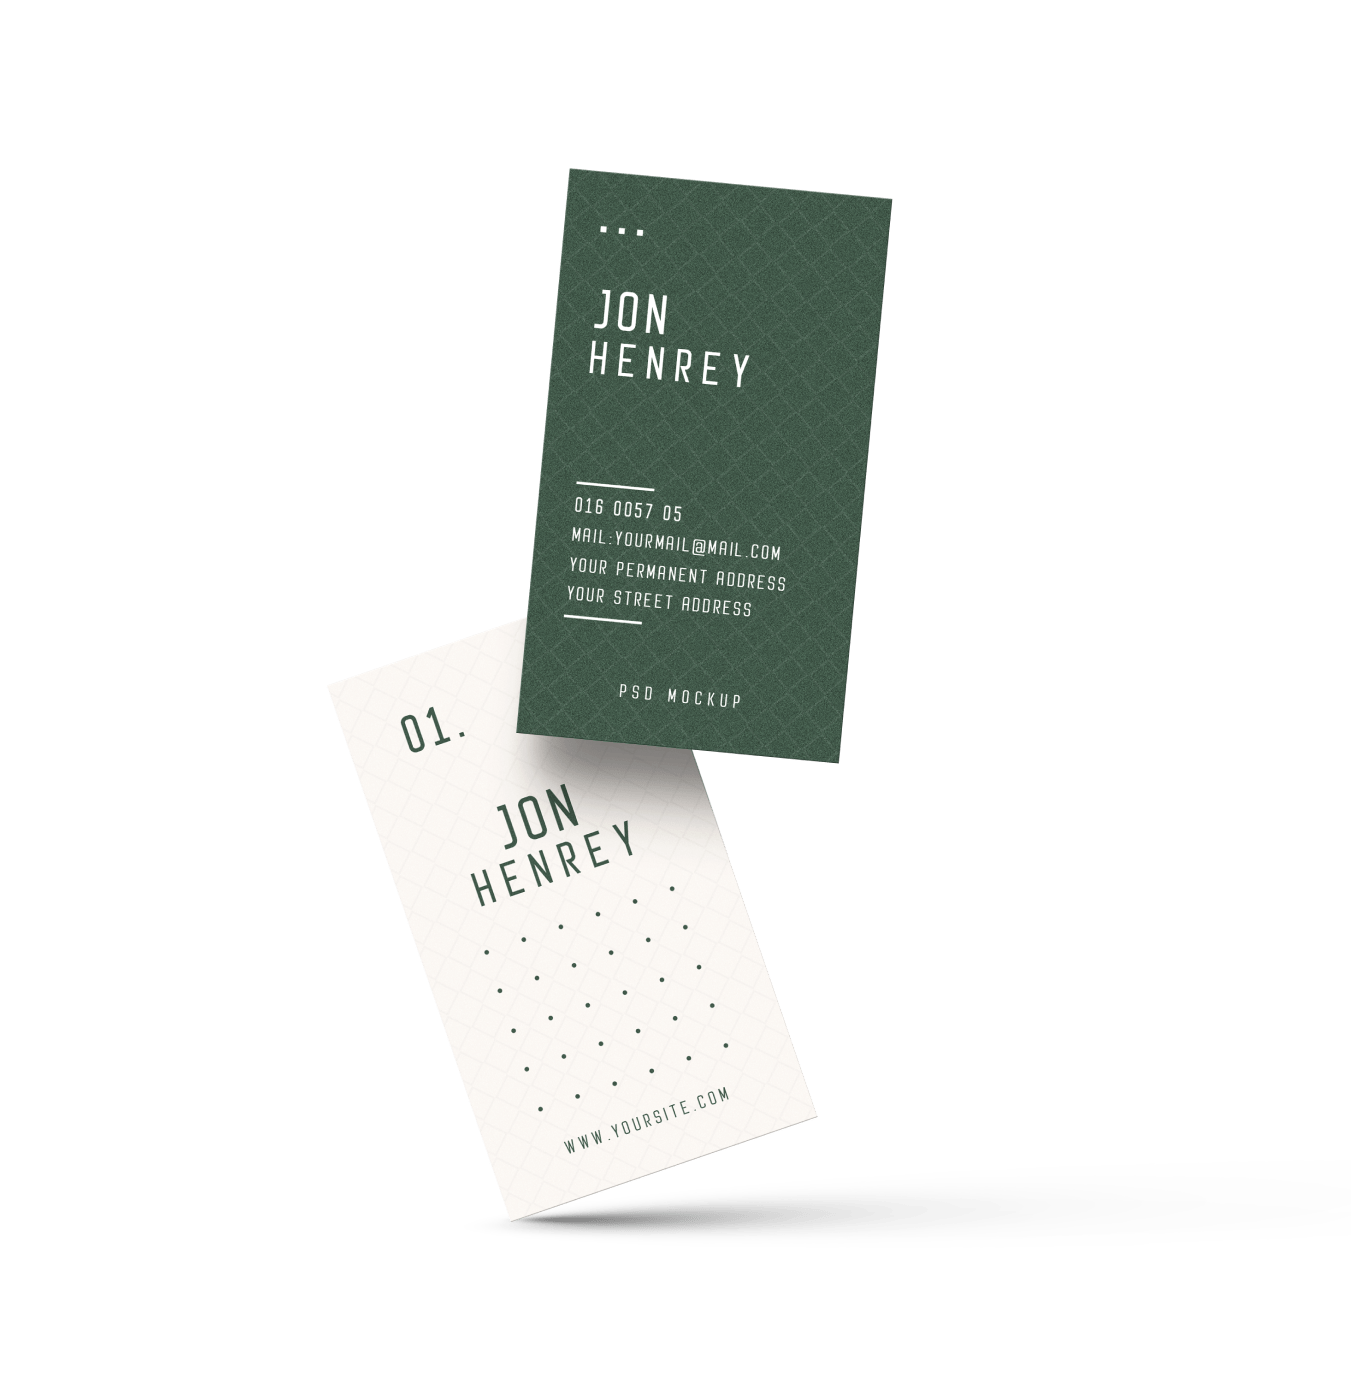 ...
JON
HENREY
016 0057 05
MAIL:YOURMAIL@MAIL.COM
YOUR PERMANENT ADDRESS
YOUR STREET ADDRESS
PSD MOCKUP
01.
JON
HENREY
WWW.YOURSITE.COM